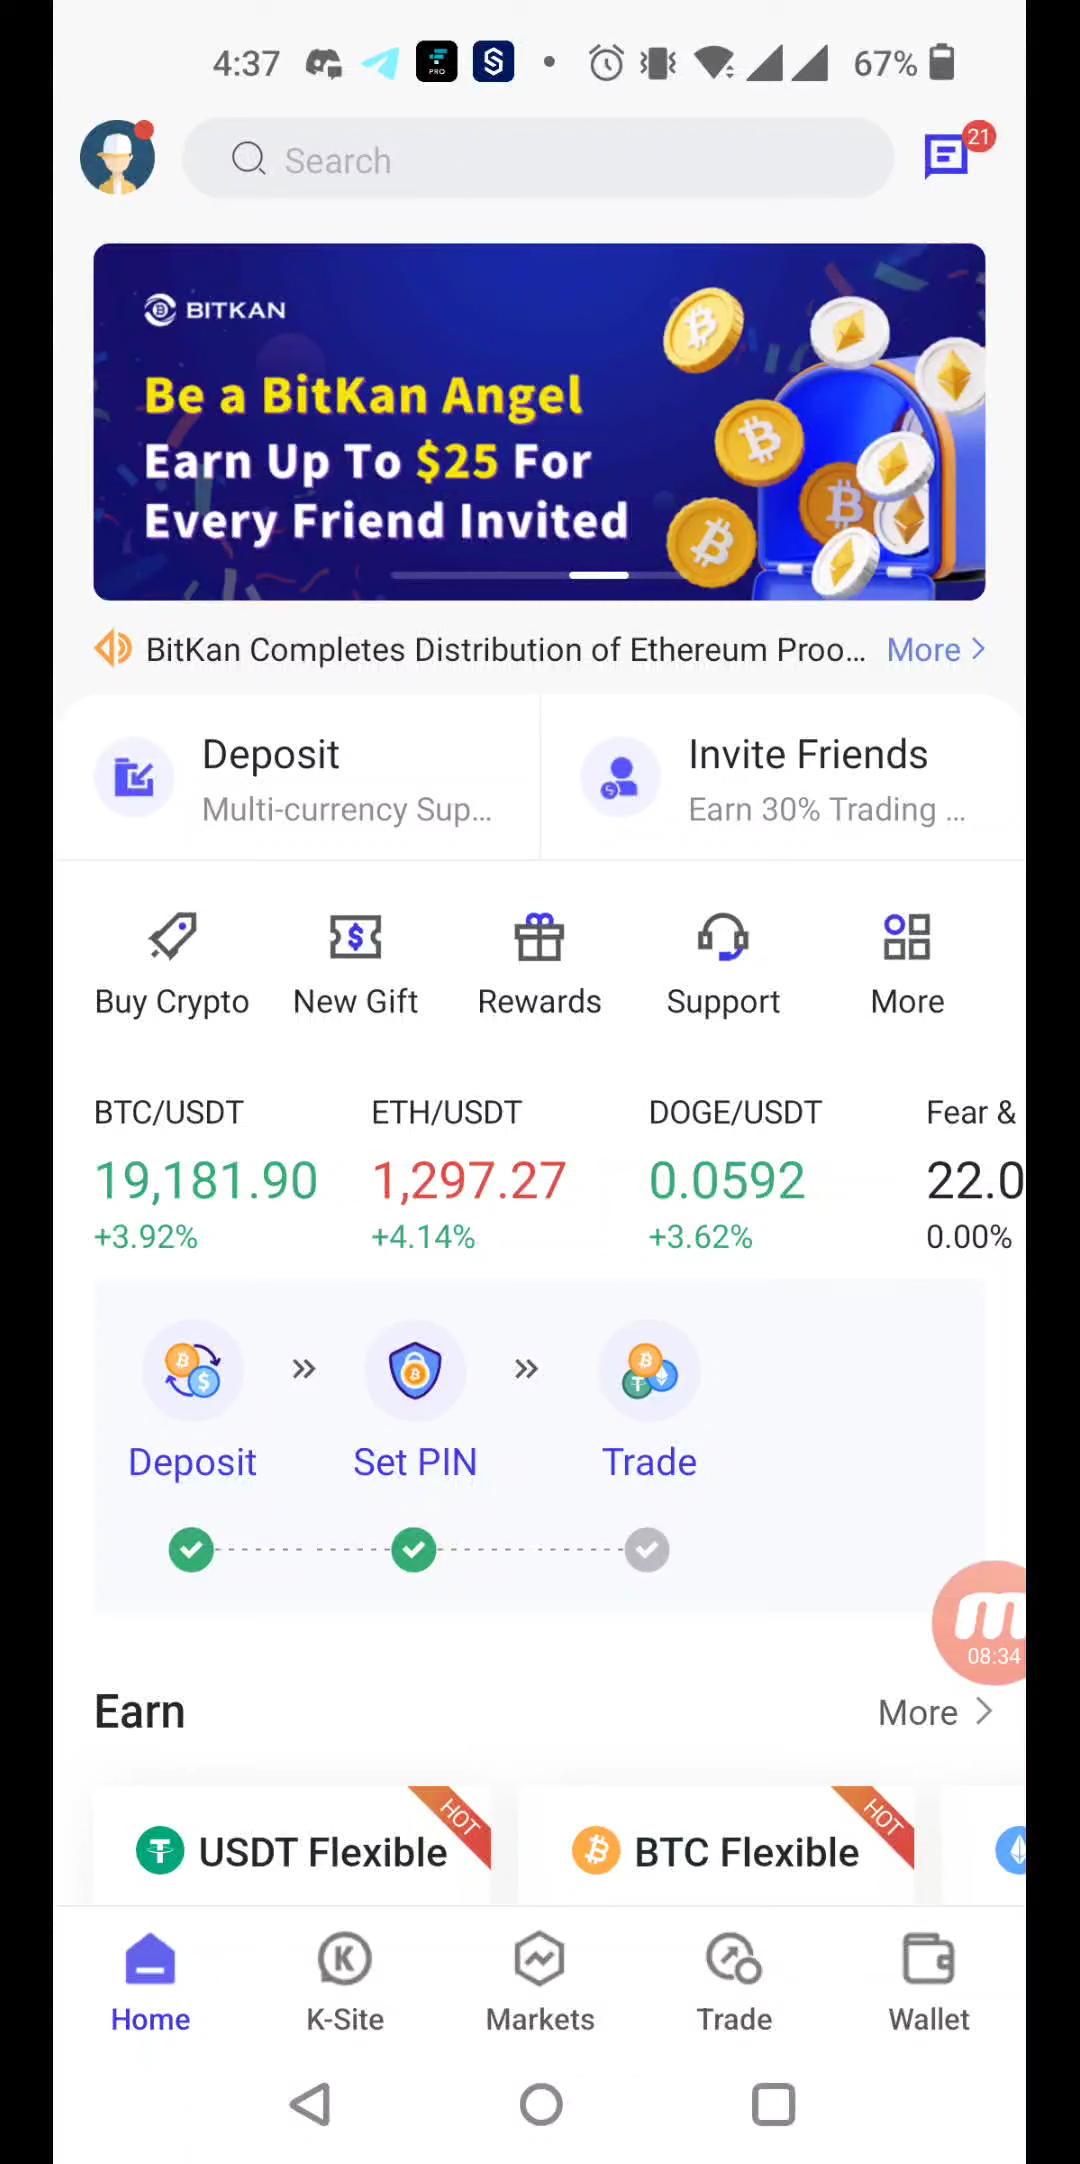 4:37
PRO
67%
Search
21
BITKAN
Be a BitKan Angel
Earn Up To $25 For
Every Friend Invited
BitKan Completes Distribution of Ethereum Proo... More
Deposit
Multi-currency Sup...
Invite Friends
Earn 30% Trading ...
Buy Crypto
New Gift
Rewards
Support
More
BTC/USDT
19,181.90
+3.92%
ETH/USDT
1,297.27
+4.14%
DOGE/USDT
0.0592
+3.62%
Fear &
22.0
0.00%
Deposit
Set PIN
Trade
08:34
Earn
More
HOT
USDT Flexible
HOT
BTC Flexible
Home
K-Site
Markets
Trade
Wallet